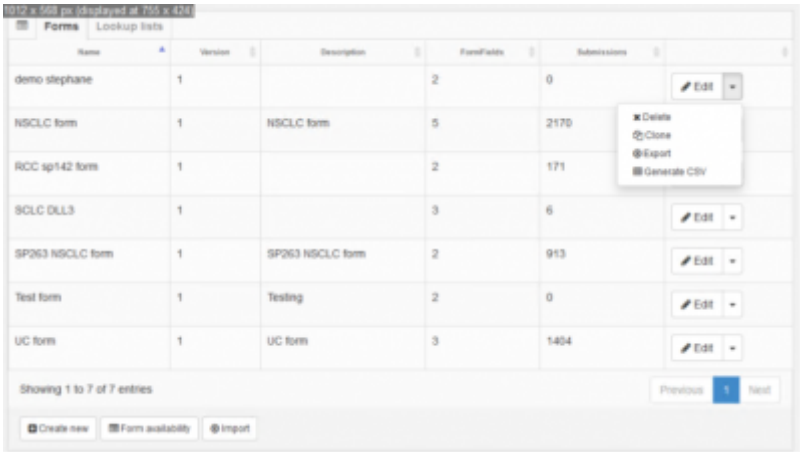 1012 x 568 px (displayed at 755 x 424)
Forms Lookup lists
Name Version Description FormFields Submissions
demo stephane 1 2 0 Edit
NSCLC form 1 NSCLC form 5 2170
Delete
Clone
Export
Generate CSV
RCC sp142 form 1 2 171
SCLC DLL3 1 3 6 Edit
SP263 NSCLC form 1 SP263 NSCLC form 2 913 Edit
Test form 1 Testing 2 0 Edit
UC form 1 UC form 3 1404 Edit
Showing 1 to 7 of 7 entries Previous 1 Next
Create new Form availability Import